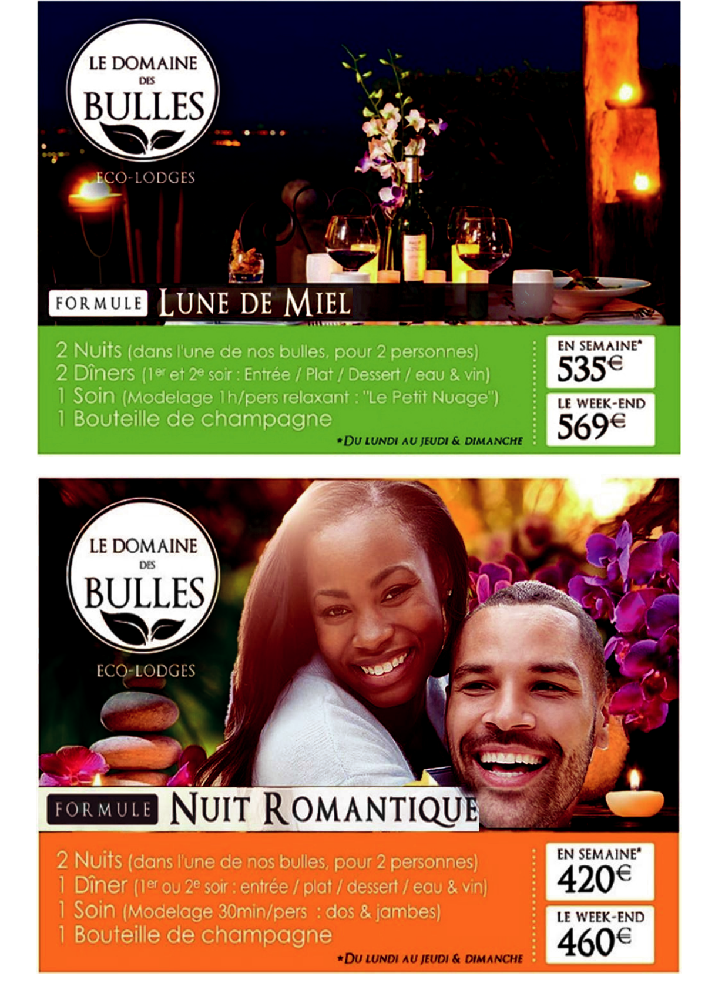 LE DOMAINE
DES
BULLES
ECO-LODGES
FORMULE LUNE DE MIEL
2 Nuits (dans l'une de nos bulles, pour 2 personnes)
2 Dîners (1er et 2e soir : Entrée / Plat / Dessert / eau & vin)
1 Soin (Modelage 1h/pers relaxant : "Le Petit Nuage")
1 Bouteille de champagne
*DU LUNDI AU JEUDI & DIMANCHE
EN SEMAINE*
535€
LE WEEK-END
569€
LE DOMAINE
DES
BULLES
ECO-LODGES
FORMULE NUIT ROMANTIQUE
2 Nuits (dans l'une de nos bulles, pour 2 personnes)
1 Dîner (1er ou 2e soir : entrée / plat / dessert / eau & vin)
1 Soin (Modelage 30min/pers : dos & jambes)
1 Bouteille de champagne
*DU LUNDI AU JEUDI & DIMANCHE
EN SEMAINE*
420€
LE WEEK-END
460€